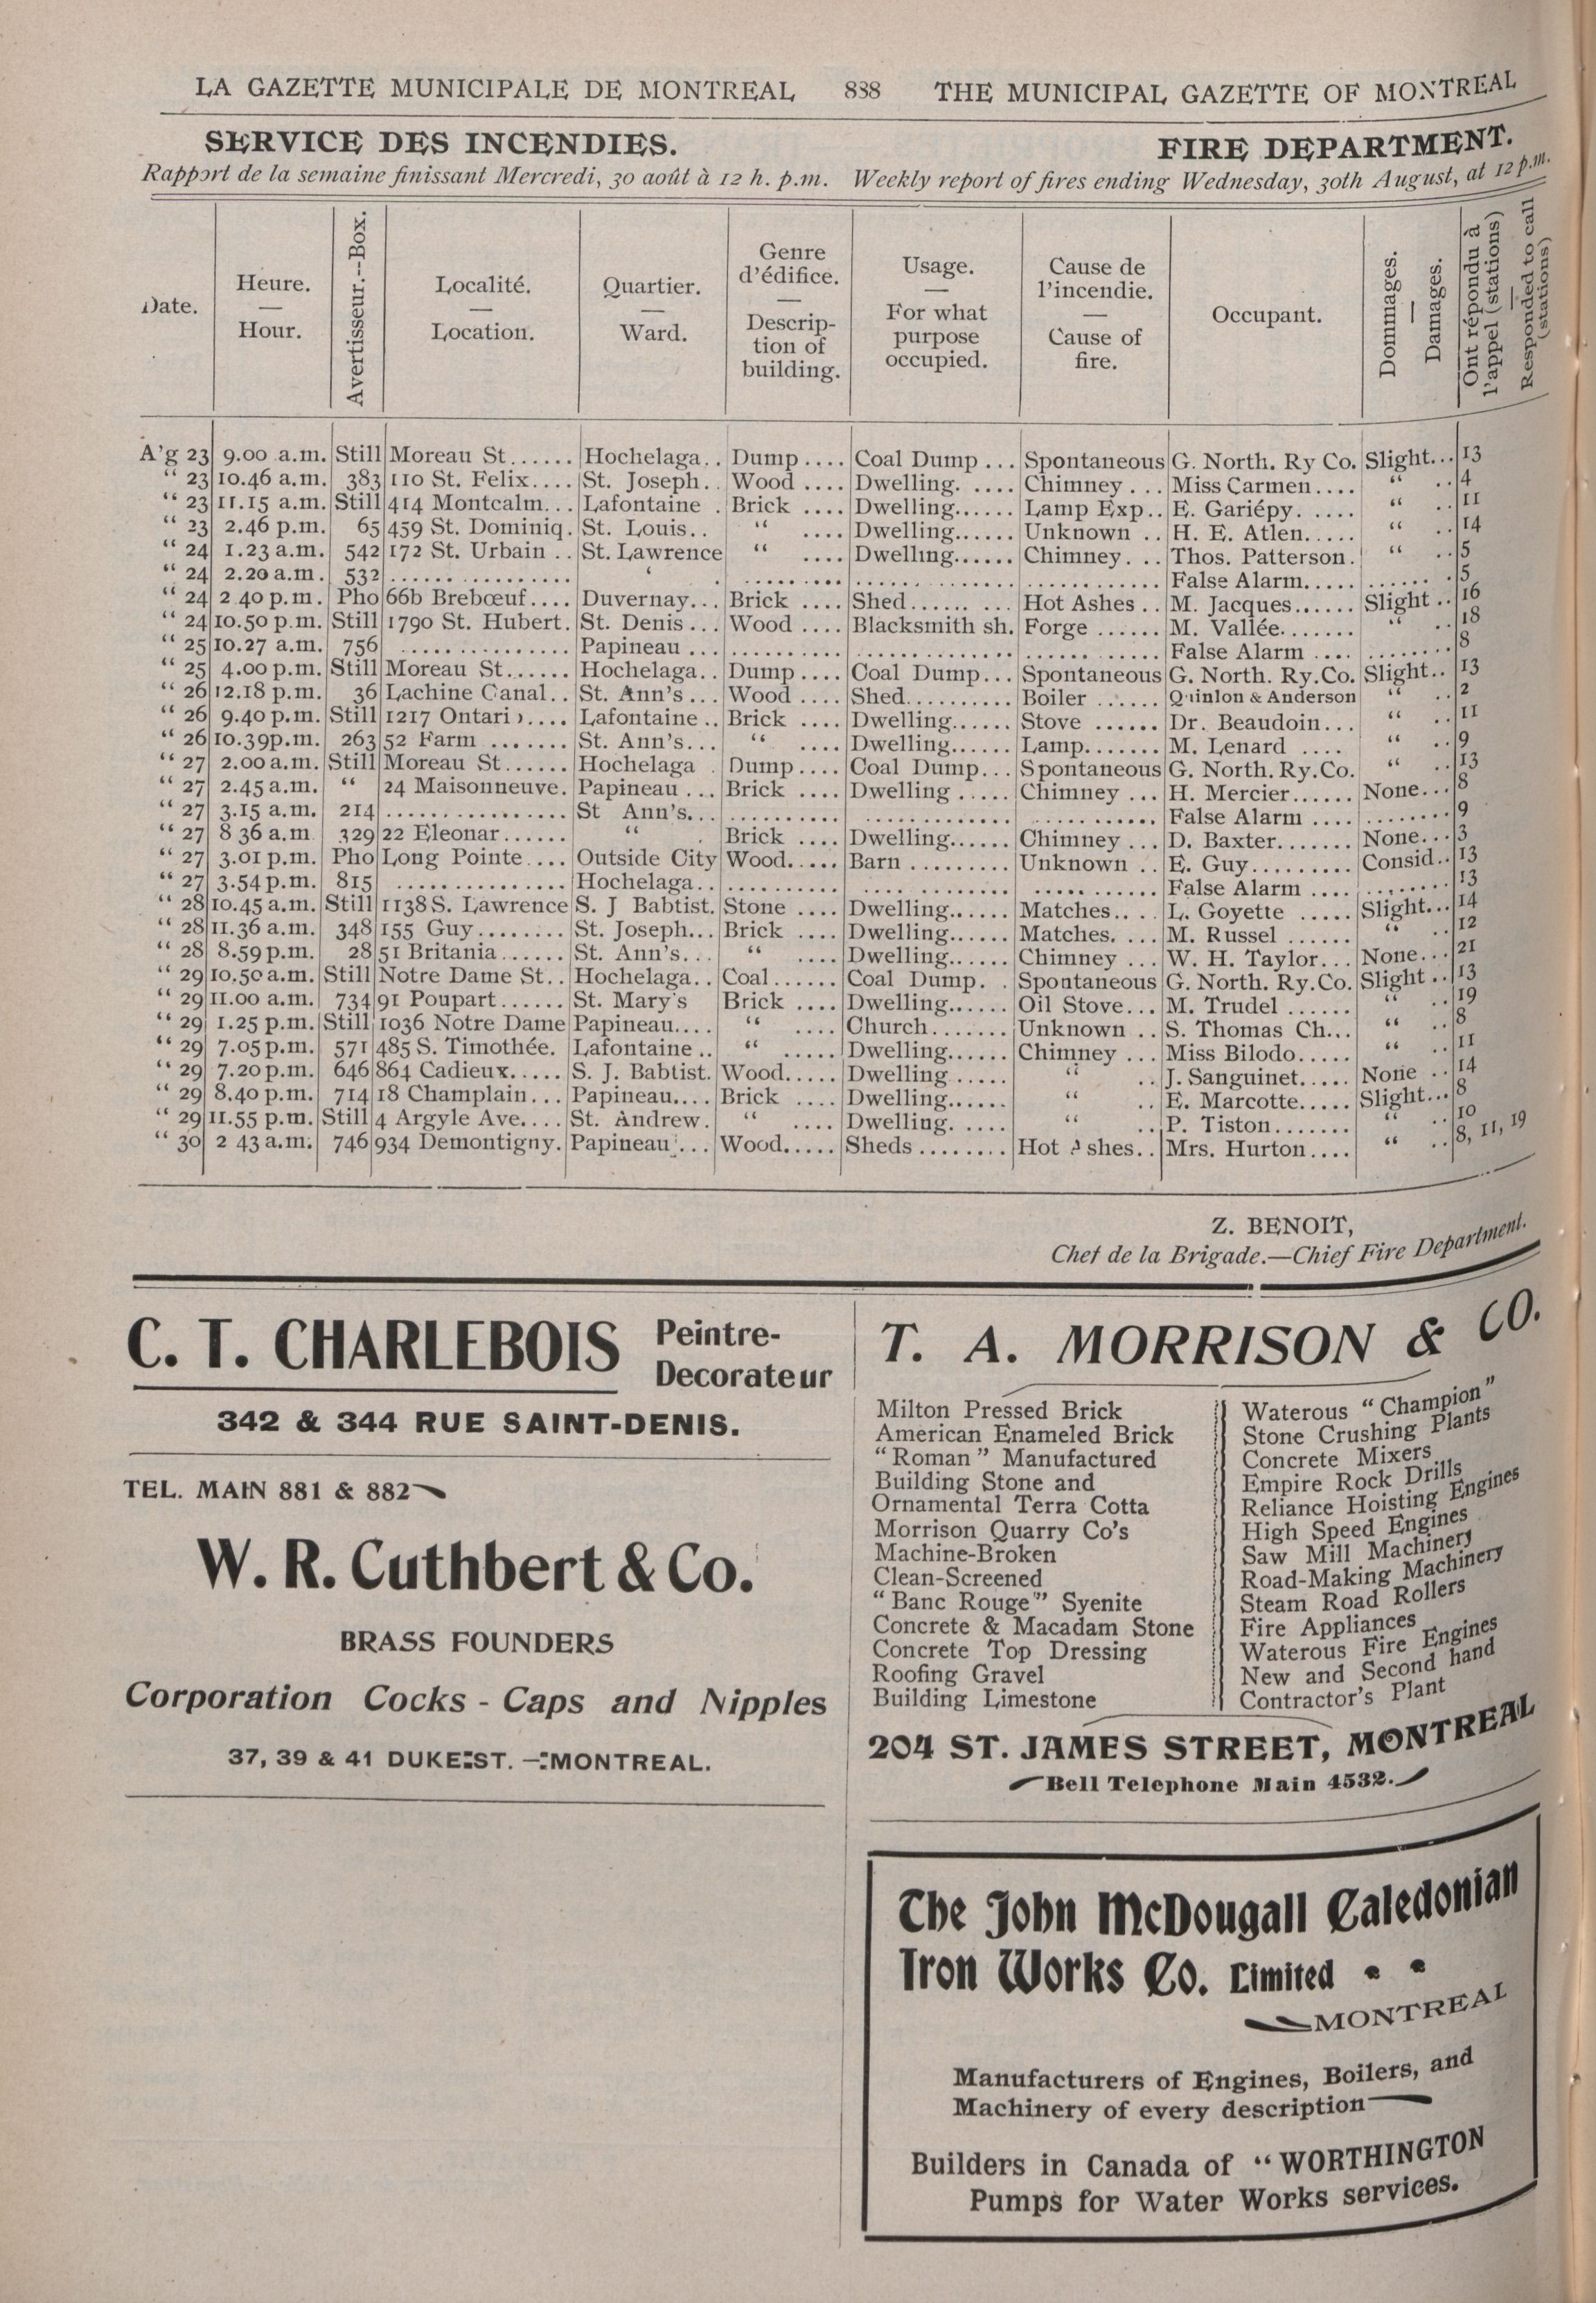 LA GAZETTE MUNICIPALE DE MONTREAL 838 THE MUNICIPAL GAZETTE OF MONTREAL
SERVICE DES INCENDIES. FIRE DEPARTMENT.
Rapport de la semaine finissant Mercredi, 30 août à 12 h. p.m. Weekly report of fires ending Wednesday, 30th August, at 12 p.m.
Date. | Heure. — Hour. | Avertisseur.--Box. | Localité. — Location. | Quartier. — Ward. | Genre d'édifice. — Description of building. | Usage. — For what purpose occupied. | Cause de l'incendie. — Cause of fire. | Occupant. | Dommages. — Damages. | Ont répondu à l'appel (stations) — Responded to call (stations)
A'g 23 | 9.00 a.m. | Still | Moreau St...... | Hochelaga.. | Dump.... | Coal Dump... | Spontaneous | G. North. Ry Co. | Slight... | 13
" 23 | 10.46 a.m. | 383 | 110 St. Felix.... | St. Joseph.. | Wood .... | Dwelling. .... | Chimney ... | Miss Carmen.... | " .. | 4
" 23 | 11.15 a.m. | Still | 414 Montcalm... | Lafontaine . | Brick .... | Dwelling...... | Lamp Exp.. | E. Gariépy. .... | " .. | 11
" 23 | 2.46 p.m. | 65 | 459 St. Dominiq. | St. Louis.. | " .... | Dwelling...... | Unknown .. | H. E. Atlen..... | " .. | 14
" 24 | 1.23 a.m. | 542 | 172 St. Urbain .. | St. Lawrence | " .... | Dwelling...... | Chimney. .. | Thos. Patterson. | " .. | 5
" 24 | 2.20 a.m. | 532 | ................ | ‘ . | .......... | ............ | ............ | False Alarm..... | ...... . | 5
" 24 | 2 40 p.m. | Pho | 66b Brebœuf.... | Duvernay... | Brick .... | Shed...... ... | Hot Ashes .. | M. Jacques...... | Slight .. | 16
" 24 | 10.50 p.m. | Still | 1790 St. Hubert. | St. Denis ... | Wood .... | Blacksmith sh. | Forge ...... | M. Vallée....... | " .. | 18
" 25 | 10.27 a.m. | 756 | ............... | Papineau ... | .......... | ............ | ............ | False Alarm .... | ........ | 8
" 25 | 4.00 p.m. | Still | Moreau St...... | Hochelaga.. | Dump.... | Coal Dump... | Spontaneous | G. North. Ry.Co. | Slight.. | 13
" 26 | 12.18 p.m. | 36 | Lachine Canal.. | St. Ann's... | Wood .... | Shed.......... | Boiler ...... | Quinlon & Anderson | " .. | 2
" 26 | 9.40 p.m. | Still | 1217 Ontario.... | Lafontaine .. | Brick .... | Dwelling...... | Stove ...... | Dr. Beaudoin... | " .. | 11
" 26 | 10.39p.m. | 263 | 52 Farm ....... | St. Ann's... | " .... | Dwelling...... | Lamp....... | M. Lenard .... | " .. | 9
" 27 | 2.00 a.m. | Still | Moreau St...... | Hochelaga . | Dump.... | Coal Dump... | Spontaneous | G. North. Ry.Co. | " .. | 13
" 27 | 2.45 a.m. | " | 24 Maisonneuve. | Papineau ... | Brick .... | Dwelling ..... | Chimney ... | H. Mercier...... | None... | 8
" 27 | 3.15 a.m. | 214 | ................ | St Ann's... | .......... | ............ | ........... | False Alarm .... | ........ | 9
" 27 | 8 36 a.m | 329 | 22 Eleonar...... | " . | Brick .... | Dwelling...... | Chimney ... | D. Baxter....... | None... | 3
" 27 | 3.01 p.m. | Pho | Long Pointe.... | Outside City | Wood..... | Barn ......... | Unknown .. | E. Guy......... | Consid.. | 13
" 27 | 3.54 p.m. | 815 | ............... | Hochelaga.. | .......... | ............ | ........... | False Alarm .... | ........ | 13
" 28 | 10.45 a.m. | Still | 1138 S. Lawrence | S. J Babtist. | Stone .... | Dwelling...... | Matches.. . | L. Goyette ..... | Slight... | 14
" 28 | 11.36 a.m. | 348 | 155 Guy........ | St. Joseph... | Brick .... | Dwelling...... | Matches. ... | M. Russel ...... | " .. | 12
" 28 | 8.59 p.m. | 28 | 51 Britania...... | St. Ann's... | " .... | Dwelling...... | Chimney ... | W. H. Taylor... | None... | 21
" 29 | 10.50 a.m. | Still | Notre Dame St.. | Hochelaga.. | Coal...... | Coal Dump. . | Spontaneous | G. North. Ry.Co. | Slight .. | 13
" 29 | 11.00 a.m. | 734 | 91 Poupart...... | St. Mary's | Brick .... | Dwelling...... | Oil Stove... | M. Trudel ...... | " .. | 19
" 29 | 1.25 p.m. | Still | 1036 Notre Dame | Papineau.... | " .... | Church....... | Unknown .. | S. Thomas Ch... | " .. | 8
" 29 | 7.05 p.m. | 571 | 485 S. Timothée. | Lafontaine .. | " ..... | Dwelling...... | Chimney ... | Miss Bilodo..... | " .. | 11
" 29 | 7.20 p.m. | 646 | 864 Cadieux..... | S. J. Babtist. | Wood..... | Dwelling ...... | " .. | J. Sanguinet..... | None .. | 14
" 29 | 8.40 p.m. | 714 | 18 Champlain... | Papineau.... | Brick .... | Dwelling...... | " .. | E. Marcotte..... | Slight... | 8
" 29 | 11.55 p.m. | Still | 4 Argyle Ave.... | St. Andrew. | " .... | Dwelling. ..... | " .. | P. Tiston....... | " .. | 10
" 30 | 2 43 a.m. | 746 | 934 Demontigny. | Papineau ... | Wood..... | Sheds ........ | Hot Ashes.. | Mrs. Hurton.... | " .. | 8, 11, 19
Z. BENOIT,
Chef de la Brigade.—Chief Fire Department.
C. T. CHARLEBOIS Peintre-
Decorateur
342 & 344 RUE SAINT-DENIS.
TEL. MAIN 881 & 882
W. R. Cuthbert & Co.
BRASS FOUNDERS
Corporation Cocks - Caps and Nipples
37, 39 & 41 DUKE ST. — MONTREAL.
T. A. MORRISON & CO.
Milton Pressed Brick
American Enameled Brick
“Roman” Manufactured
Building Stone and
Ornamental Terra Cotta
Morrison Quarry Co's
Machine-Broken
Clean-Screened
“Banc Rouge” Syenite
Concrete & Macadam Stone
Concrete Top Dressing
Roofing Gravel
Building Limestone
Waterous “Champion”
Stone Crushing Plants
Concrete Mixers
Empire Rock Drills
Reliance Hoisting Engines
High Speed Engines
Saw Mill Machinery
Road-Making Machinery
Steam Road Rollers
Fire Appliances
Waterous Fire Engines
New and Second hand
Contractor's Plant
204 ST. JAMES STREET, MONTREAL
Bell Telephone Main 4532.
The John McDougall Caledonian
Iron Works Co. Limited
MONTREAL
Manufacturers of Engines, Boilers, and
Machinery of every description
Builders in Canada of “WORTHINGTON
Pumps for Water Works services.